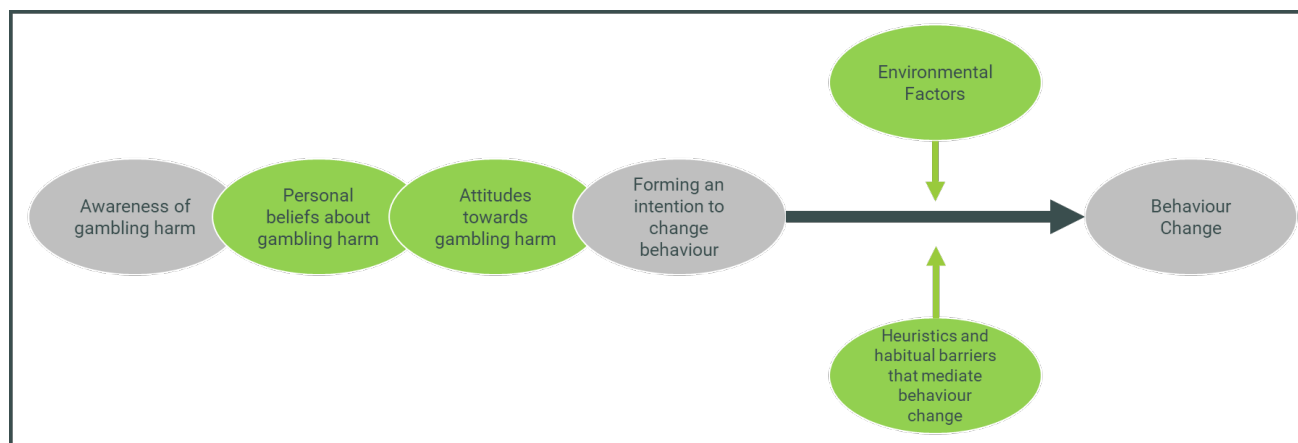 Environmental
Factors
Awareness of
gambling harm
Personal
beliefs about
gambling harm
Attitudes
towards
gambling harm
Forming an
intention to
change
behaviour
Behaviour
Change
Heuristics and
habitual barriers
that mediate
behaviour
change